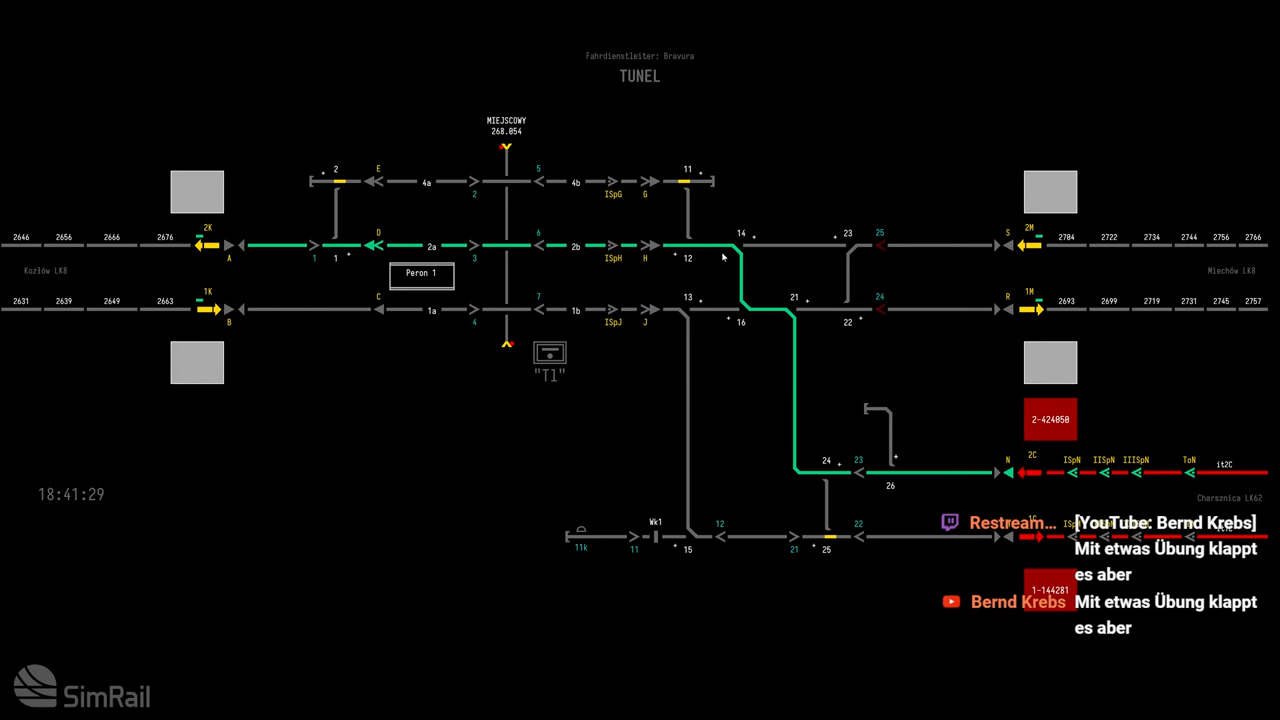 Fahrdienstleiter: Bravura
TUNEL
MIEJSCOWY
268.054
2 E 5 11
4a 4b
2 ISpG G
2K D 6 14 23 25 S 2M
2646 2656 2666 2676 2a 2b 2704 2722 2734 2744 2756 2766
A 1 1 3 ISpH H 12
Kozłów LK8 Peron 1 Miechów LK8
1K C 7 13 21 24 R 1M
2631 2639 2649 2663 1a 1b 2693 2699 2719 2731 2745 2757
B 4 ISpJ J 16 22
"T1"
2-424050
24 23 N 2C ISpN IISpN IIISpN ToN it2C
26
18:41:29
Charsznica LK62
Wk1 12 22
11k 11 15 21 25
Restream... [YouTube: Bernd Krebs]
Mit etwas Übung klappt
es aber
1-144281
Bernd Krebs Mit etwas Übung klappt
es aber
SimRail